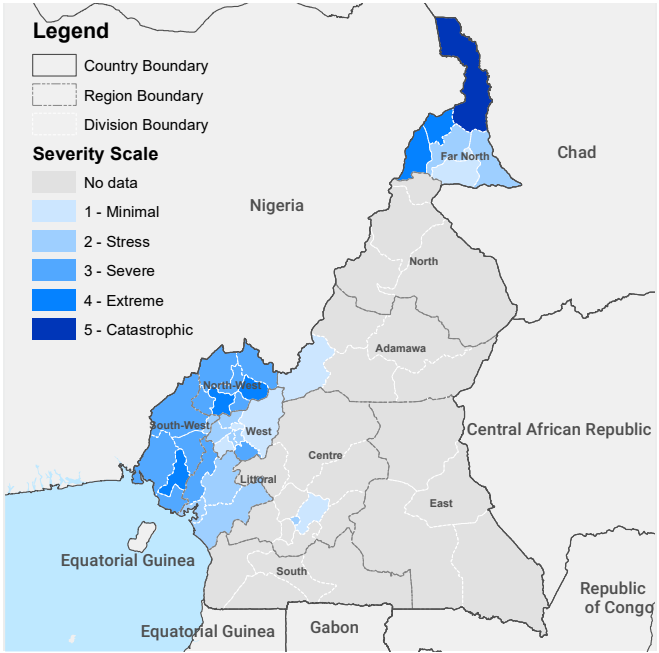 Legend
Country Boundary
Region Boundary
Division Boundary
Severity Scale
No data
1 - Minimal
2 - Stress
3 - Severe
4 - Extreme
5 - Catastrophic
Far North
Chad
Nigeria
North
Adamawa
North-West
South-West
West
Central African Republic
Centre
Littoral
East
Equatorial Guinea
South
Republic
of Congo
Equatorial Guinea
Gabon